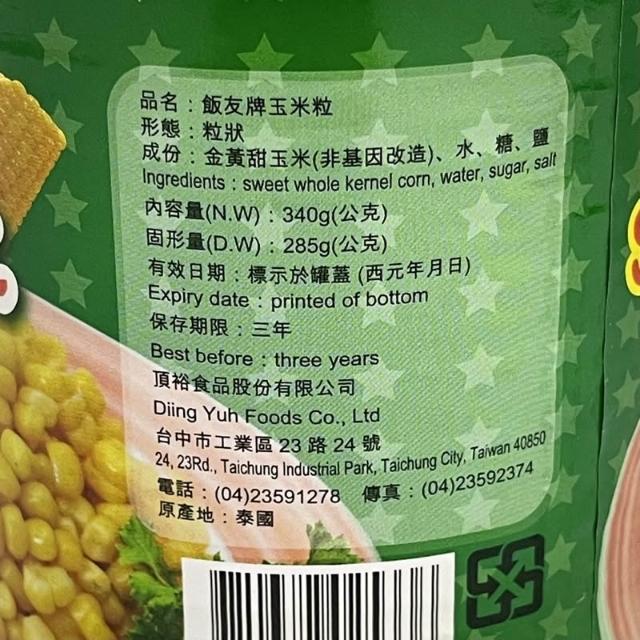 品名：飯友牌玉米粒
形態：粒狀
成份：金黃甜玉米(非基因改造)、水、糖、鹽
Ingredients : sweet whole kernel corn, water, sugar, salt
內容量(N.W)：340g(公克)
固形量(D.W)：285g(公克)
有效日期：標示於罐蓋 (西元年月日)
Expiry date : printed of bottom
保存期限：三年
Best before : three years
頂裕食品股份有限公司
Diing Yuh Foods Co., Ltd
台中市工業區 23 路 24 號
24, 23Rd., Taichung Industrial Park, Taichung City, Taiwan 40850
電話：(04)23591278 傳真：(04)23592374
原產地：泰國